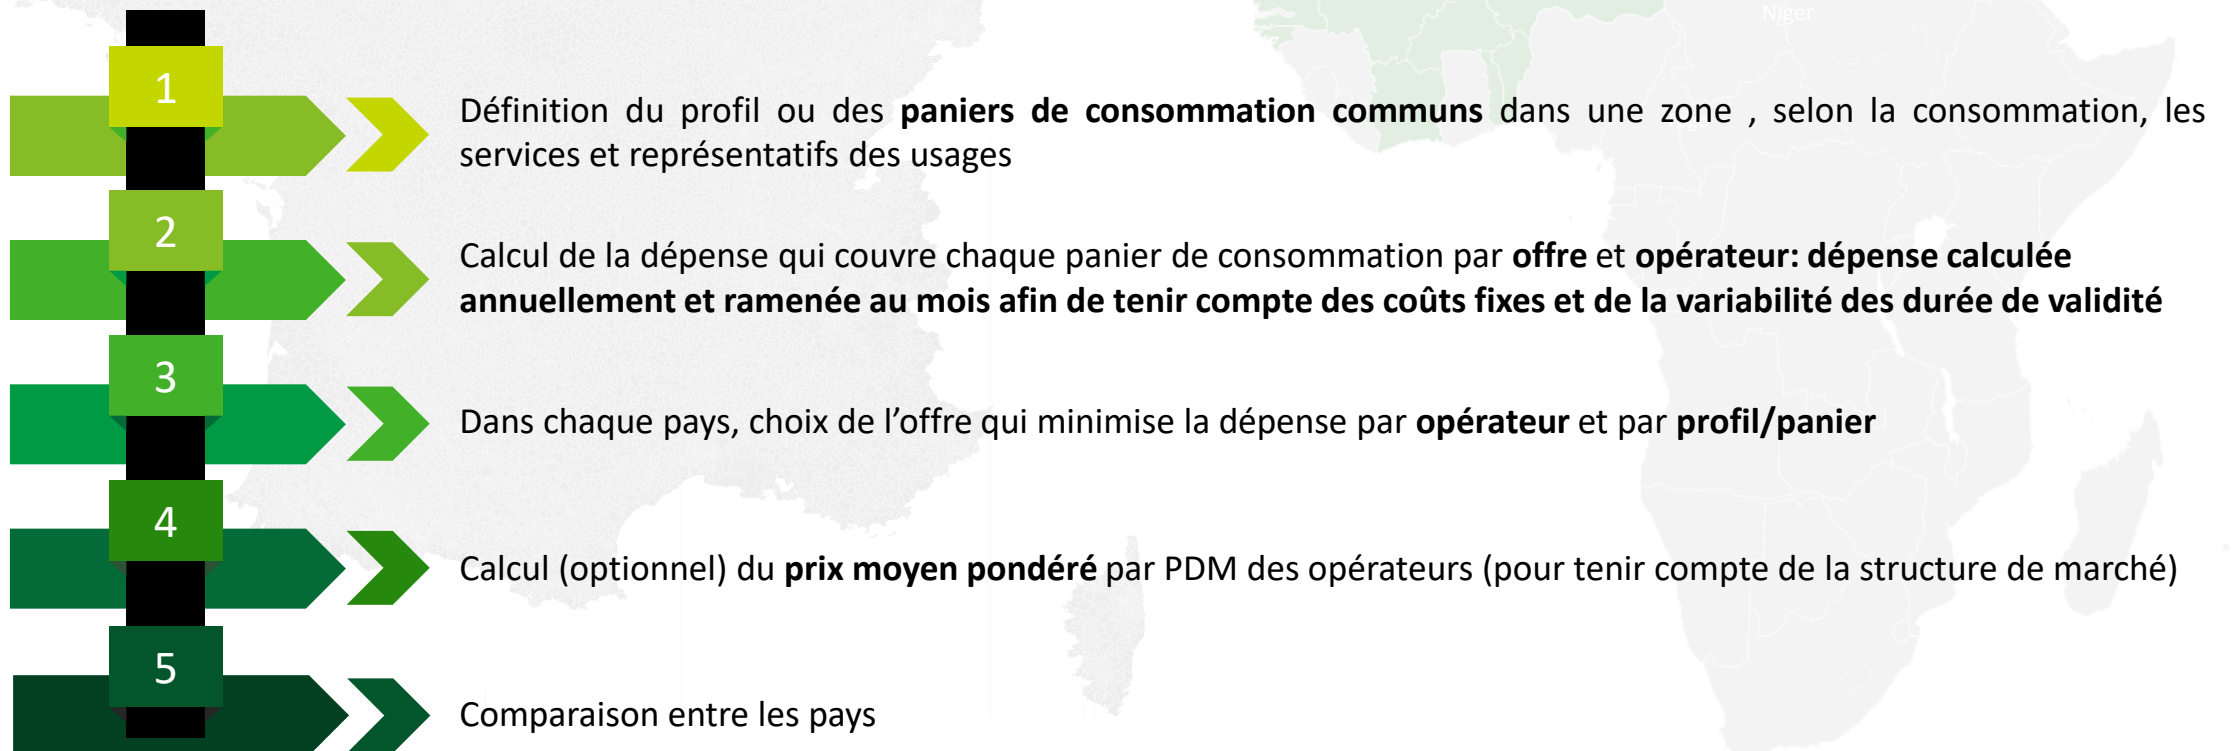 Niger
1
Définition du profil ou des paniers de consommation communs dans une zone , selon la consommation, les
services et représentatifs des usages
2
Calcul de la dépense qui couvre chaque panier de consommation par offre et opérateur: dépense calculée
annuellement et ramenée au mois afin de tenir compte des coûts fixes et de la variabilité des durée de validité
3
Dans chaque pays, choix de l’offre qui minimise la dépense par opérateur et par profil/panier
4
Calcul (optionnel) du prix moyen pondéré par PDM des opérateurs (pour tenir compte de la structure de marché)
5
Comparaison entre les pays